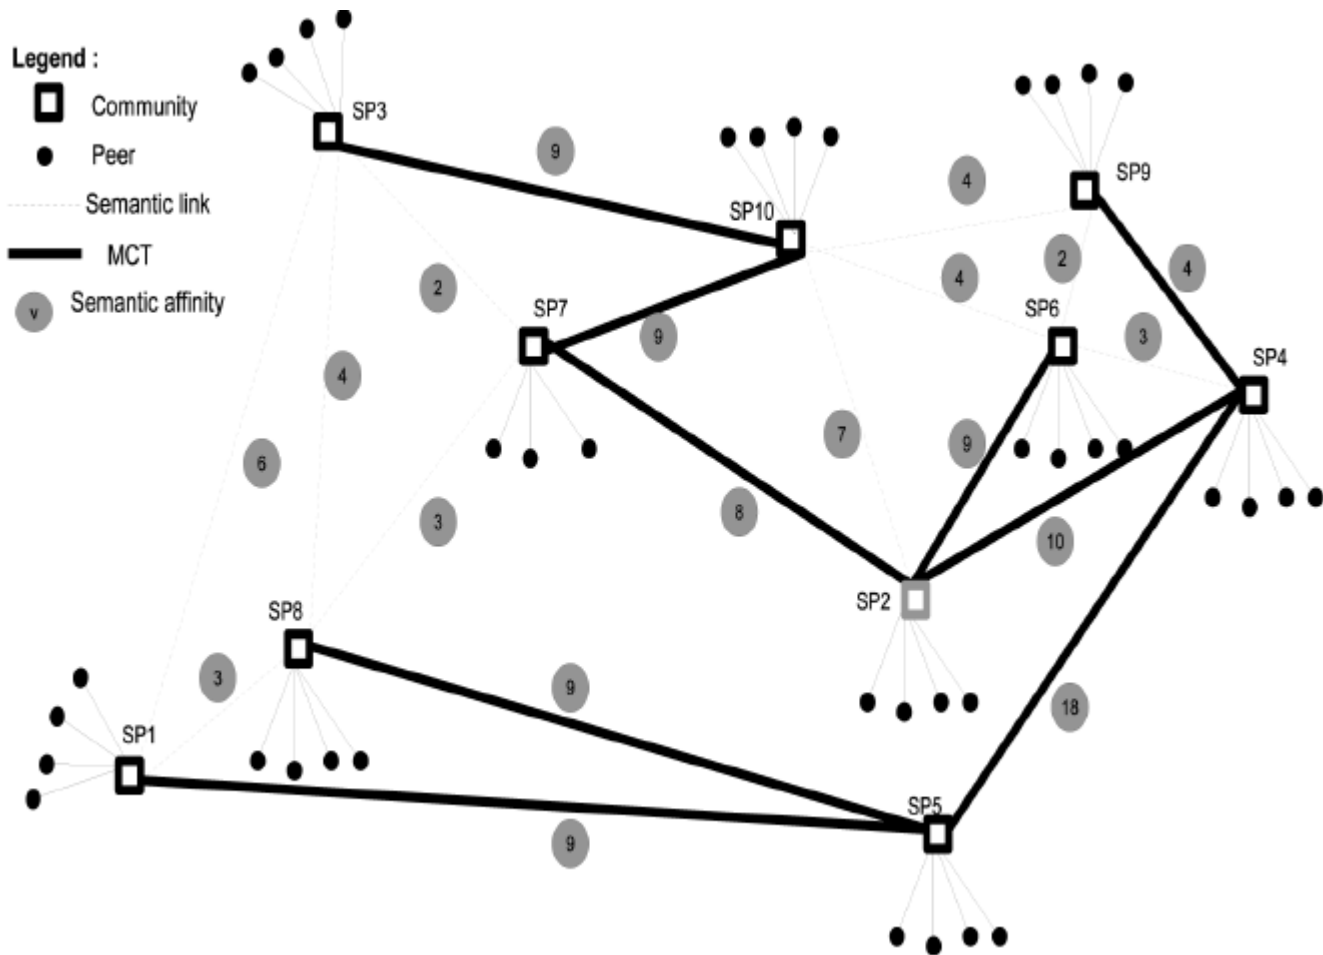 Legend :
Community
Peer
Semantic link
MCT
v
Semantic affinity
SP3
9
SP10
4
SP9
2
4
2
4
SP7
9
SP6
3
SP4
4
6
7
9
3
8
10
SP2
SP8
3
9
18
SP1
SP5
9